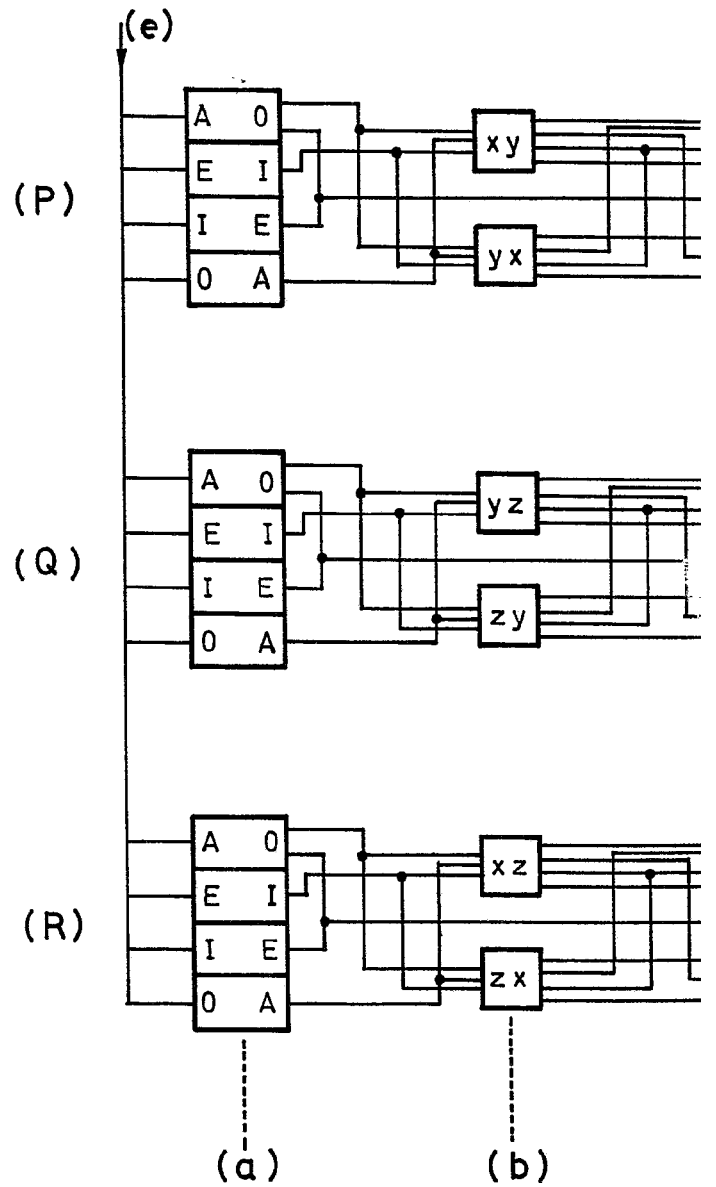 (e)
A O
E I
(P)
I E
O A
xy
yx
A O
E I
(Q)
I E
O A
yz
zy
A O
E I
(R)
I E
O A
xz
zx
(a)
(b)